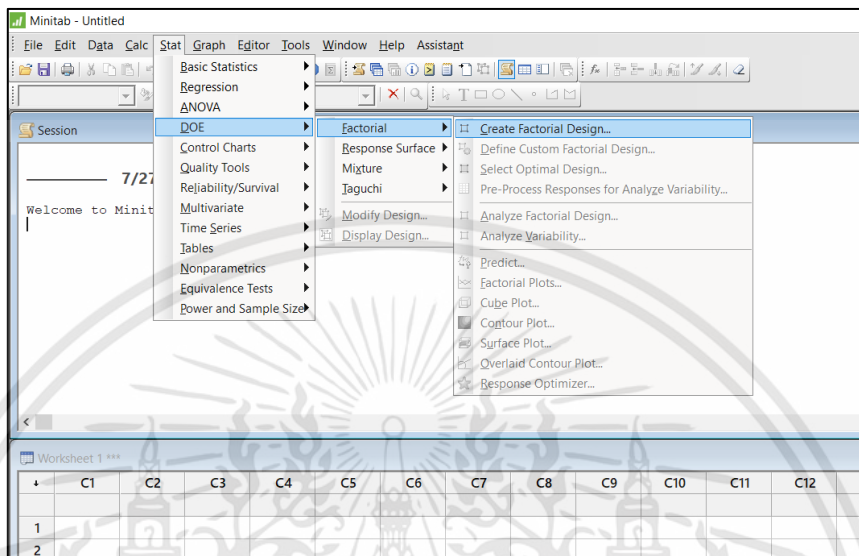 Minitab - Untitled
File Edit Data Calc Stat Graph Editor Tools Window Help Assistant
Session
7/27
Welcome to Minit
Basic Statistics
Regression
ANOVA
DOE
Control Charts
Quality Tools
Reliability/Survival
Multivariate
Time Series
Tables
Nonparametrics
Equivalence Tests
Power and Sample Size
Factorial
Response Surface
Mixture
Taguchi
Modify Design...
Display Design...
Create Factorial Design...
Define Custom Factorial Design...
Select Optimal Design...
Pre-Process Responses for Analyze Variability...
Analyze Factorial Design...
Analyze Variability...
Predict...
Factorial Plots...
Cube Plot...
Contour Plot...
Surface Plot...
Overlaid Contour Plot...
Response Optimizer...
Worksheet 1 ***
C1 C2 C3 C4 C5 C6 C7 C8 C9 C10 C11 C12
1
2